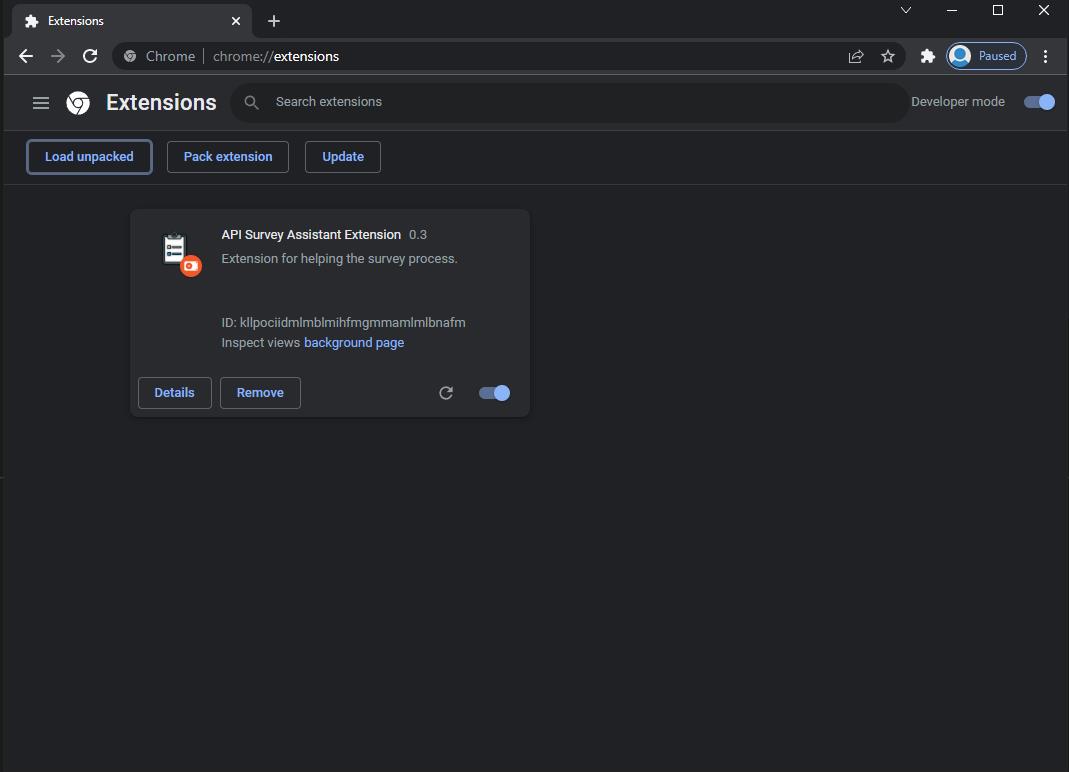 Extensions
Chrome chrome://extensions Paused
Extensions Search extensions Developer mode
Load unpacked Pack extension Update
API Survey Assistant Extension 0.3
Extension for helping the survey process.
ID: kllpociidmlmblmihfmgmmamlmlbnafm
Inspect views background page
Details Remove